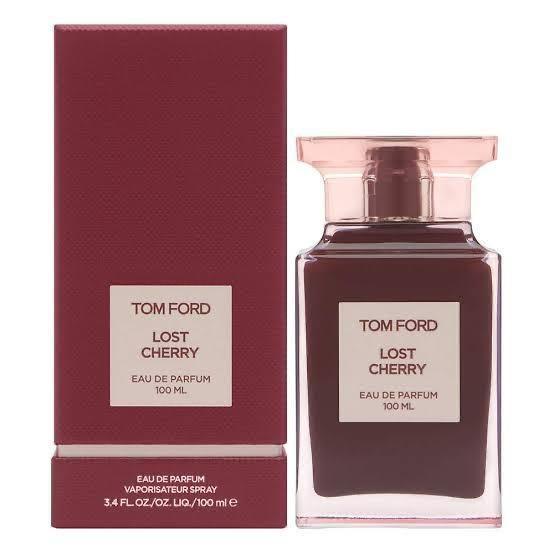 TOM FORD
LOST
CHERRY
EAU DE PARFUM
100 ML
EAU DE PARFUM
VAPORISATEUR SPRAY
3.4 FL.OZ./OZ. LIQ./100 ml e
TOM FORD
LOST
CHERRY
EAU DE PARFUM
100 ML